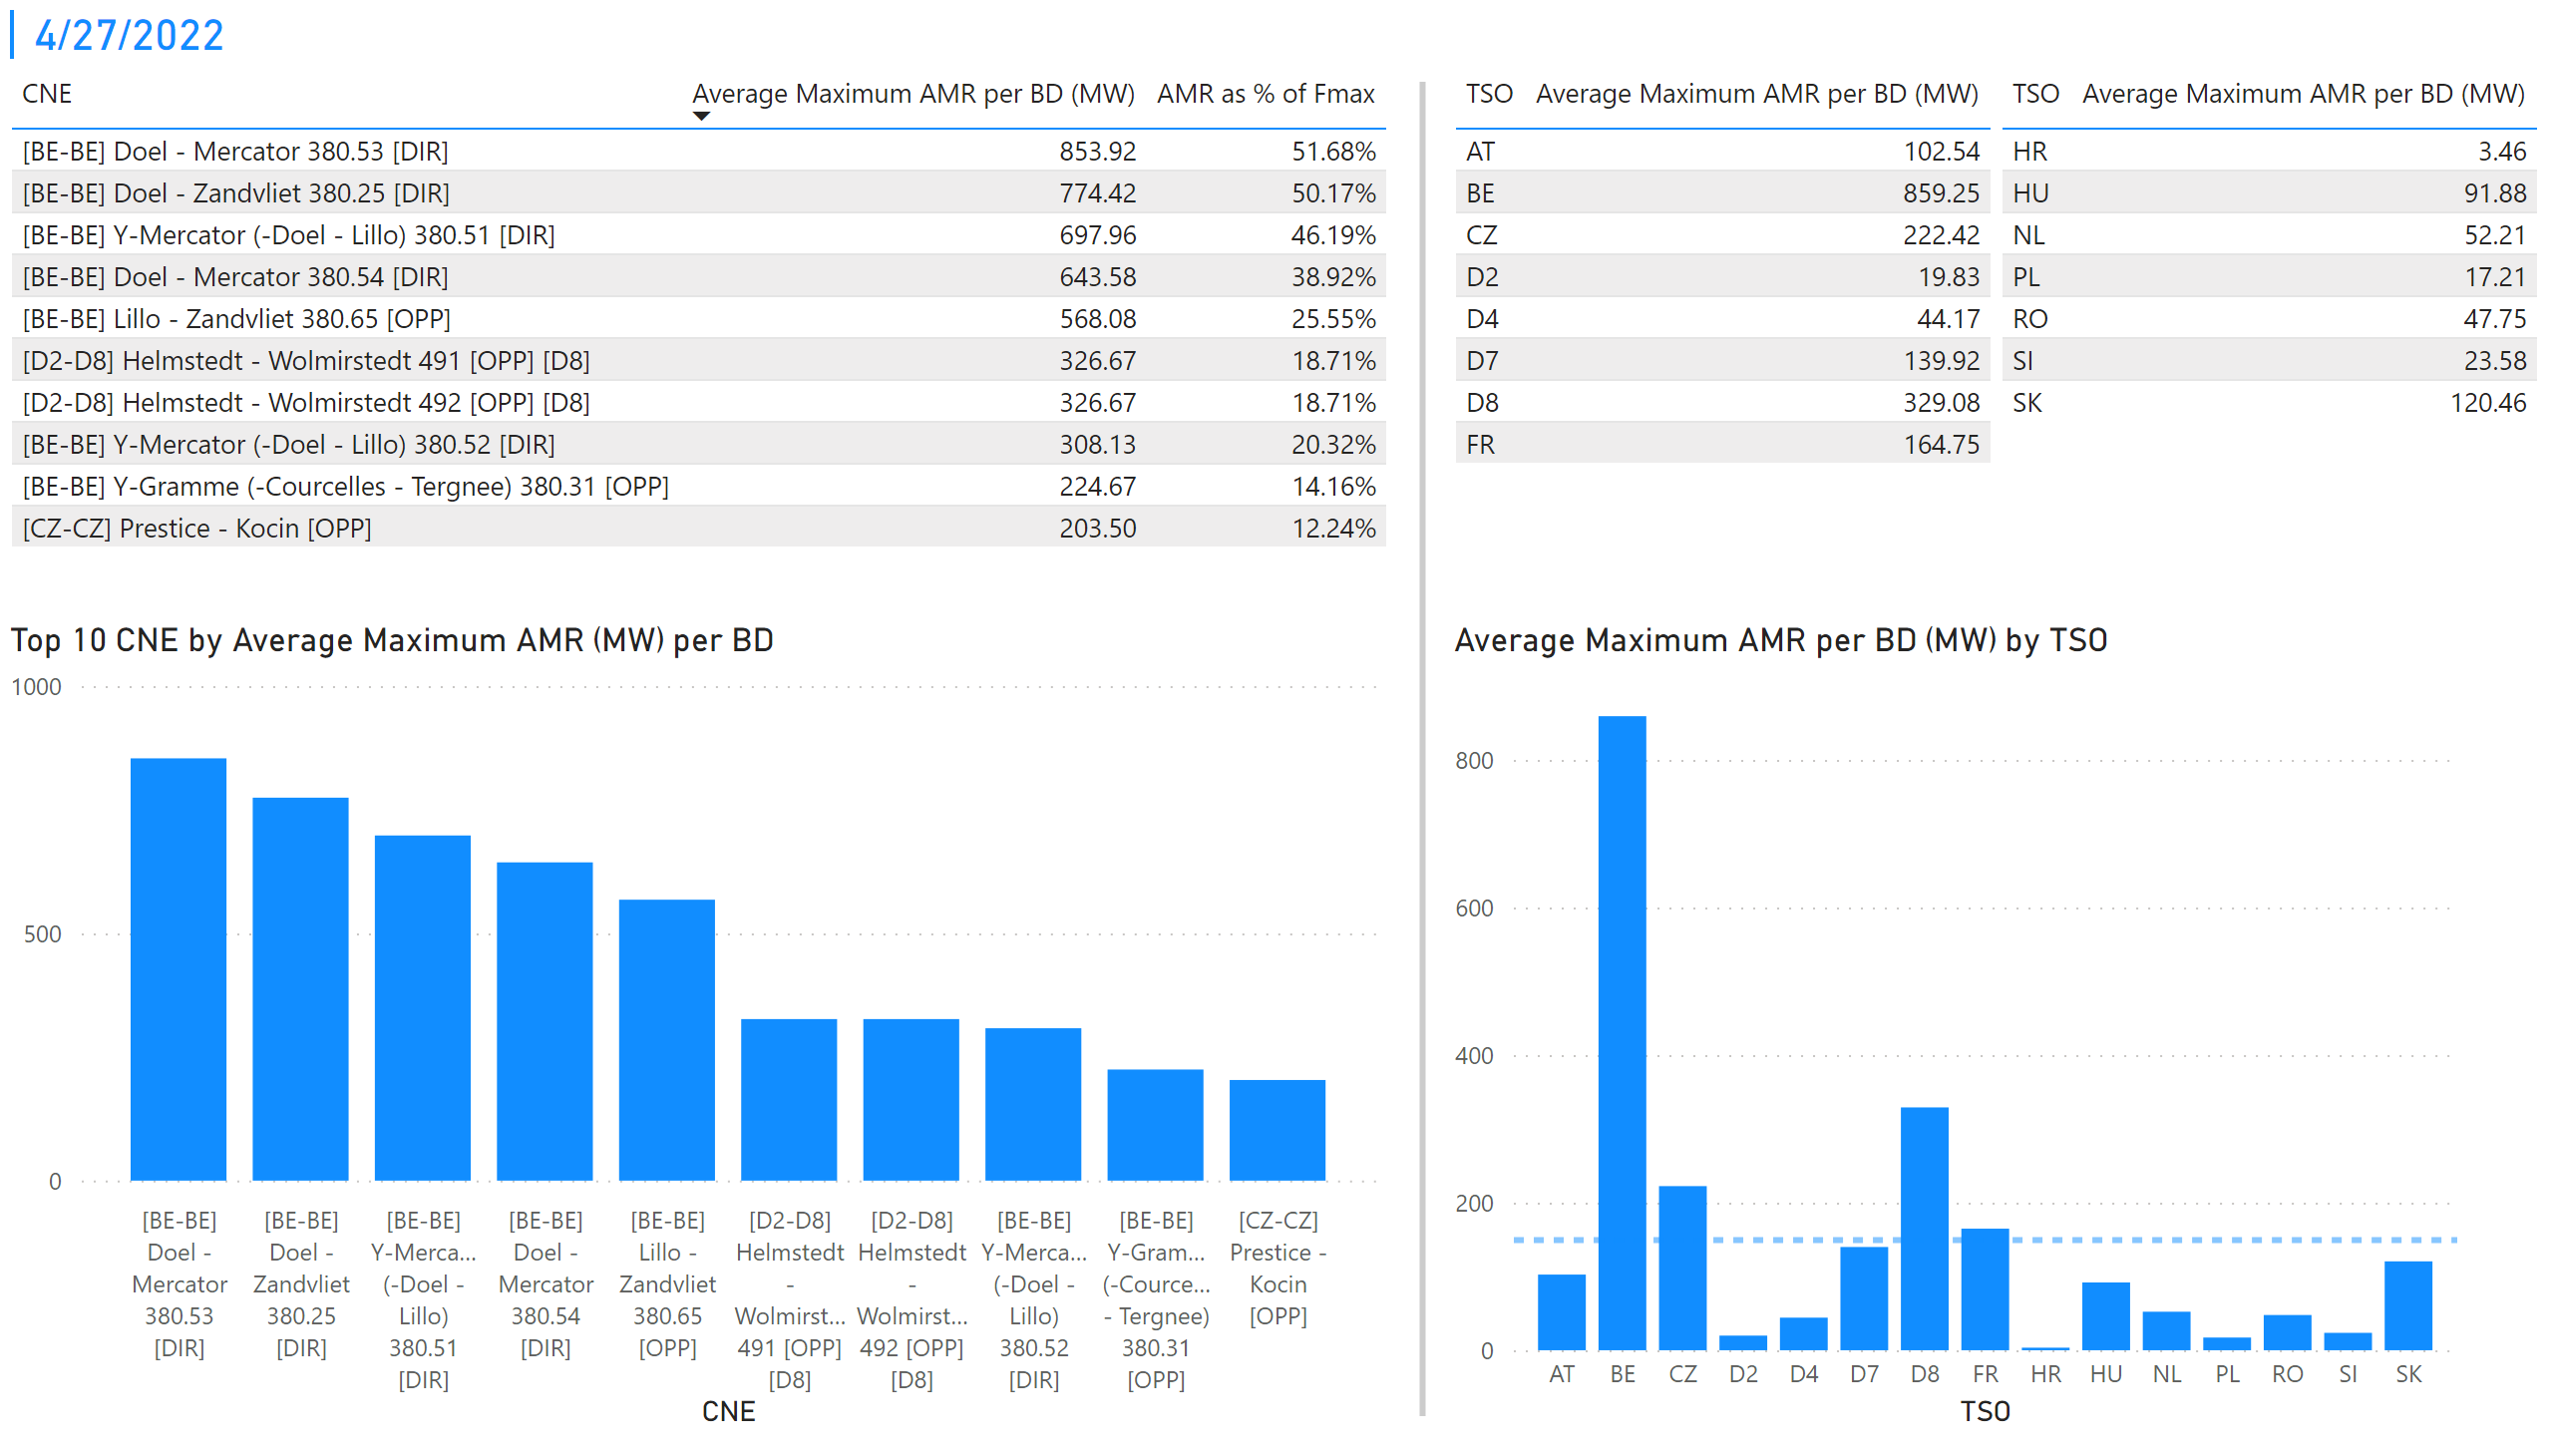 4/27/2022
CNE Average Maximum AMR per BD (MW) AMR as % of Fmax
[BE-BE] Doel - Mercator 380.53 [DIR] 853.92 51.68%
[BE-BE] Doel - Zandvliet 380.25 [DIR] 774.42 50.17%
[BE-BE] Y-Mercator (-Doel - Lillo) 380.51 [DIR] 697.96 46.19%
[BE-BE] Doel - Mercator 380.54 [DIR] 643.58 38.92%
[BE-BE] Lillo - Zandvliet 380.65 [OPP] 568.08 25.55%
[D2-D8] Helmstedt - Wolmirstedt 491 [OPP] [D8] 326.67 18.71%
[D2-D8] Helmstedt - Wolmirstedt 492 [OPP] [D8] 326.67 18.71%
[BE-BE] Y-Mercator (-Doel - Lillo) 380.52 [DIR] 308.13 20.32%
[BE-BE] Y-Gramme (-Courcelles - Tergnee) 380.31 [OPP] 224.67 14.16%
[CZ-CZ] Prestice - Kocin [OPP] 203.50 12.24%
TSO Average Maximum AMR per BD (MW)
AT 102.54
BE 859.25
CZ 222.42
D2 19.83
D4 44.17
D7 139.92
D8 329.08
FR 164.75
TSO Average Maximum AMR per BD (MW)
HR 3.46
HU 91.88
NL 52.21
PL 17.21
RO 47.75
SI 23.58
SK 120.46
Top 10 CNE by Average Maximum AMR (MW) per BD
1000
500
0
[BE-BE]
Doel -
Mercator
380.53
[DIR]
[BE-BE]
Doel -
Zandvliet
380.25
[DIR]
[BE-BE]
Y-Merca...
(-Doel -
Lillo)
380.51
[DIR]
[BE-BE]
Doel -
Mercator
380.54
[DIR]
[BE-BE]
Lillo -
Zandvliet
380.65
[OPP]
[D2-D8]
Helmstedt
-
Wolmirst...
491 [OPP]
[D8]
[D2-D8]
Helmstedt
-
Wolmirst...
492 [OPP]
[D8]
[BE-BE]
Y-Merca...
(-Doel -
Lillo)
380.52
[DIR]
[BE-BE]
Y-Gram...
(-Cource...
- Tergnee)
380.31
[OPP]
[CZ-CZ]
Prestice -
Kocin
[OPP]
CNE
Average Maximum AMR per BD (MW) by TSO
800
600
400
200
0
AT BE CZ D2 D4 D7 D8 FR HR HU NL PL RO SI SK
TSO